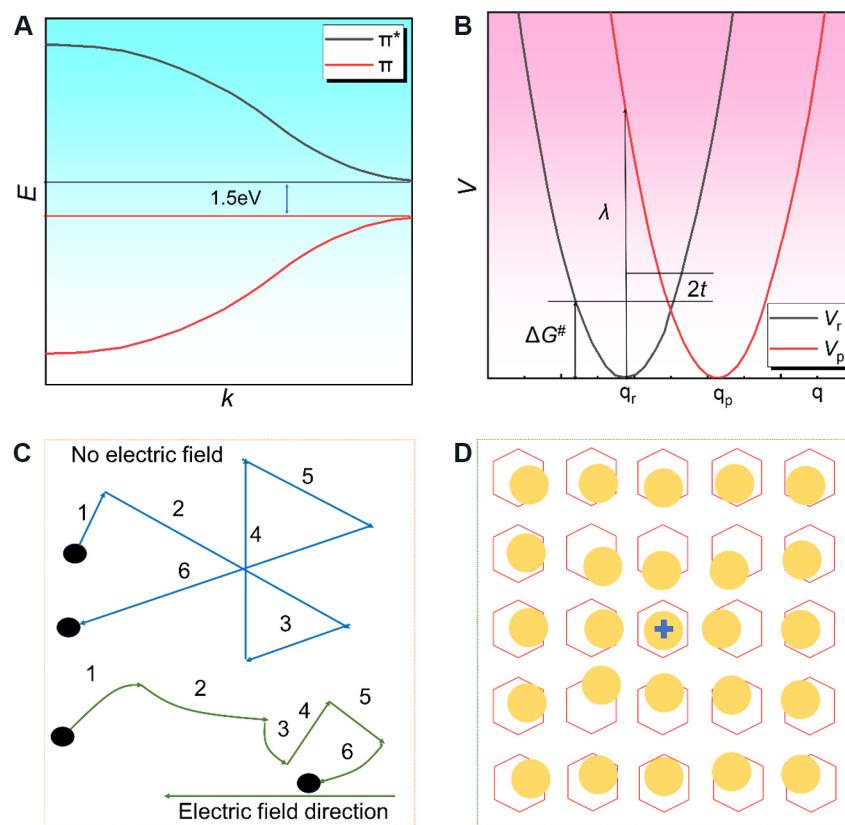 A
π*
π
1.5eV
E
k
B
V
λ
2t
ΔG#
Vr
Vp
qr
qp
q
C
No electric field
1
2
5
4
6
3
1
2
3
4
5
6
Electric field direction
D
+